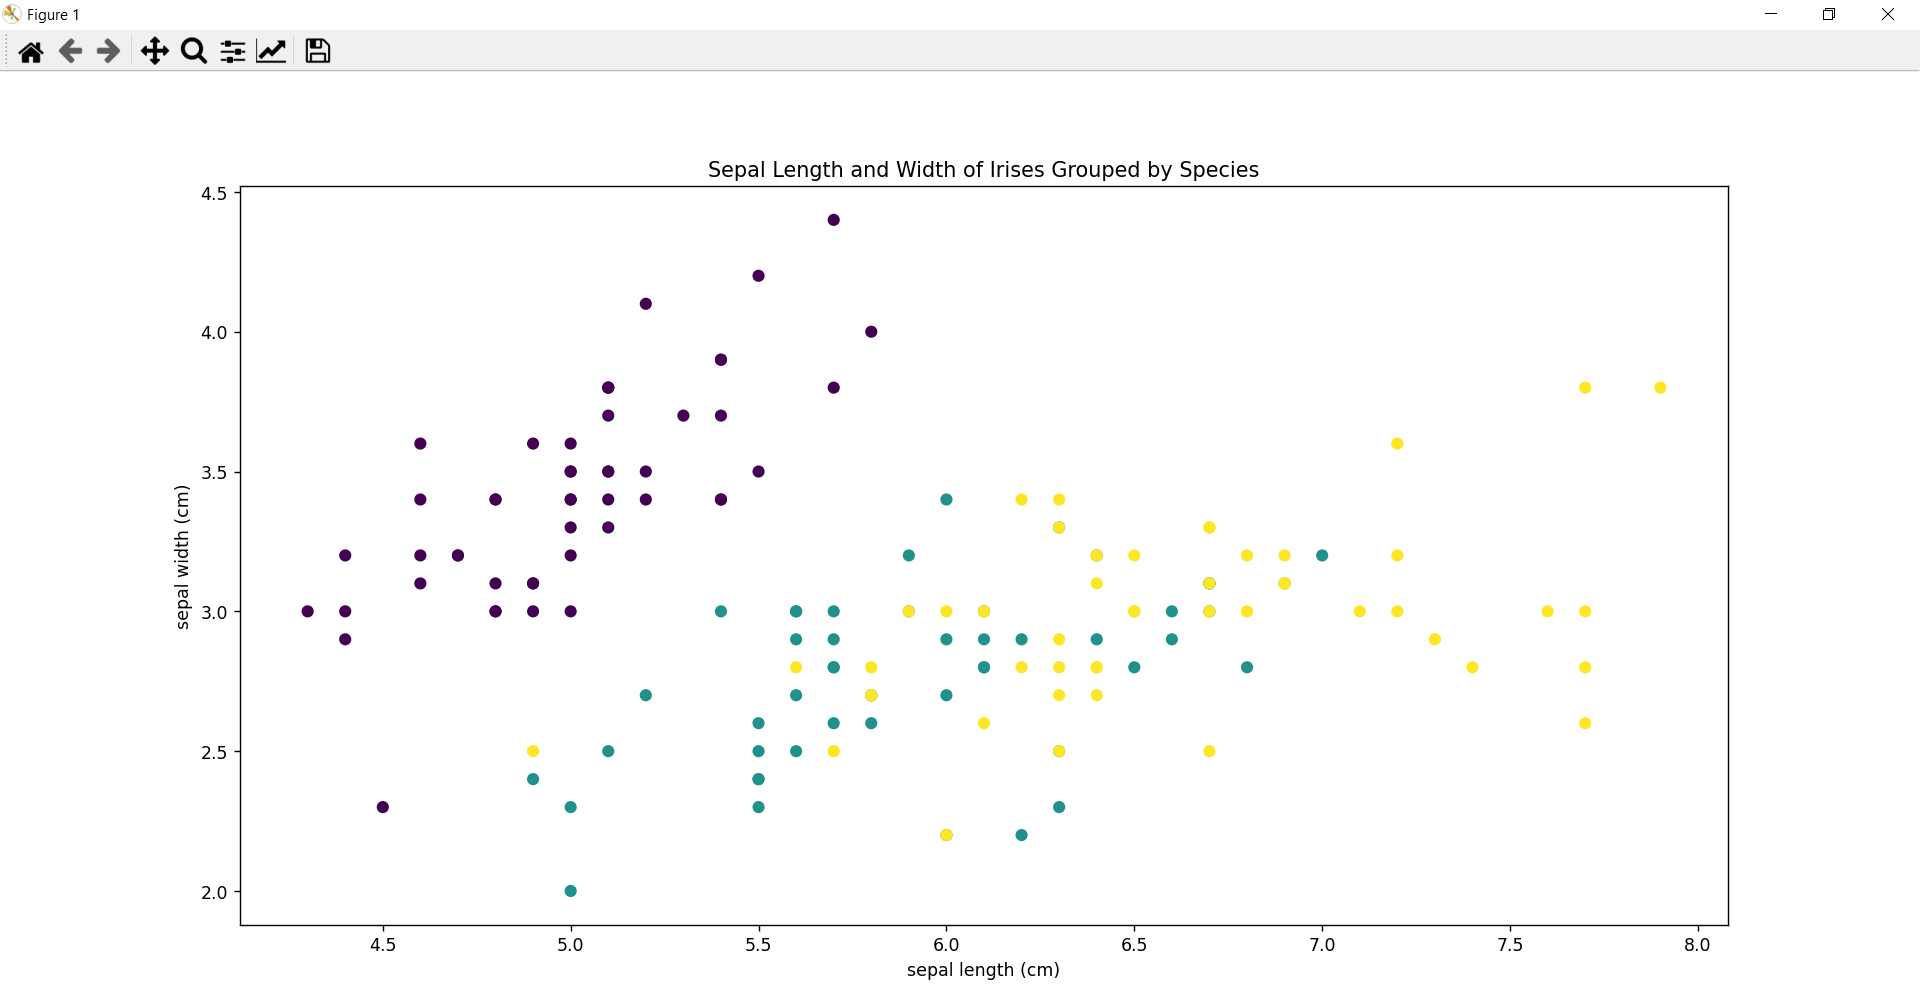 Figure 1
Sepal Length and Width of Irises Grouped by Species
4.5
4.0
3.5
3.0
2.5
2.0
sepal width (cm)
4.5 5.0 5.5 6.0 6.5 7.0 7.5 8.0
sepal length (cm)